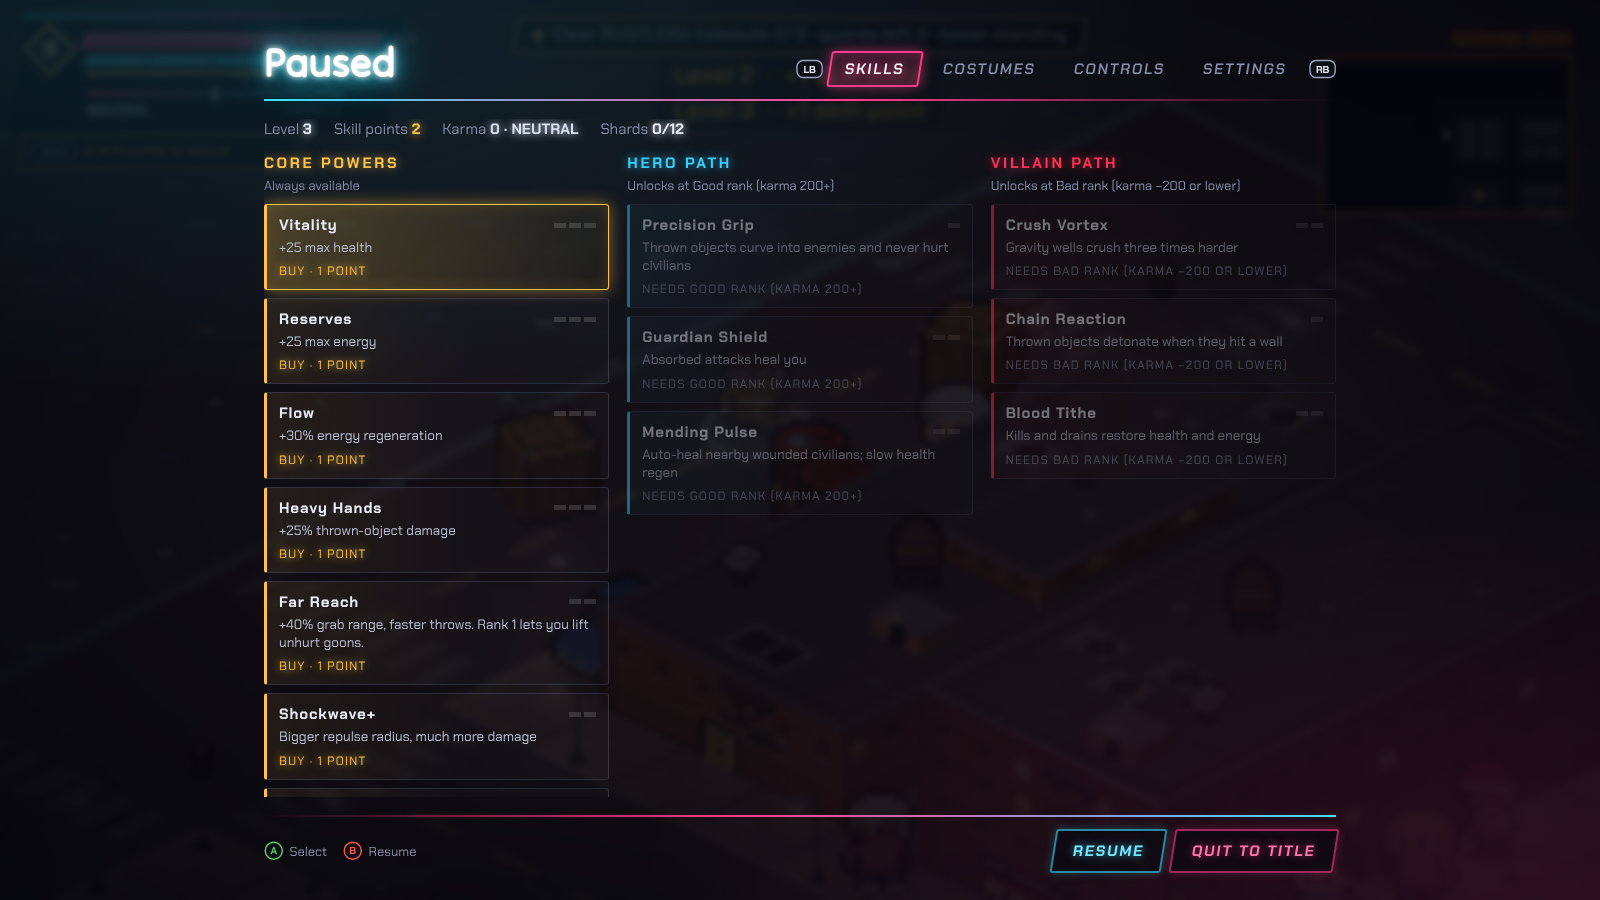 Paused
LB SKILLS COSTUMES CONTROLS SETTINGS RB
Level 3 Skill points 2 Karma 0 · NEUTRAL Shards 0/12
CORE POWERS
Always available
Vitality
+25 max health
BUY · 1 POINT
Reserves
+25 max energy
BUY · 1 POINT
Flow
+30% energy regeneration
BUY · 1 POINT
Heavy Hands
+25% thrown-object damage
BUY · 1 POINT
Far Reach
+40% grab range, faster throws. Rank 1 lets you lift
unhurt goons.
BUY · 1 POINT
Shockwave+
Bigger repulse radius, much more damage
BUY · 1 POINT
HERO PATH
Unlocks at Good rank (karma 200+)
Precision Grip
Thrown objects curve into enemies and never hurt
civilians
NEEDS GOOD RANK (KARMA 200+)
Guardian Shield
Absorbed attacks heal you
NEEDS GOOD RANK (KARMA 200+)
Mending Pulse
Auto-heal nearby wounded civilians; slow health
regen
NEEDS GOOD RANK (KARMA 200+)
VILLAIN PATH
Unlocks at Bad rank (karma −200 or lower)
Crush Vortex
Gravity wells crush three times harder
NEEDS BAD RANK (KARMA −200 OR LOWER)
Chain Reaction
Thrown objects detonate when they hit a wall
NEEDS BAD RANK (KARMA −200 OR LOWER)
Blood Tithe
Kills and drains restore health and energy
NEEDS BAD RANK (KARMA −200 OR LOWER)
A Select B Resume
RESUME QUIT TO TITLE